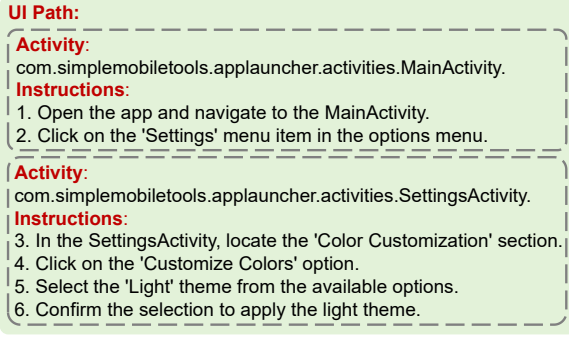 UI Path:
Activity:
com.simplemobiletools.applauncher.activities.MainActivity.
Instructions:
1. Open the app and navigate to the MainActivity.
2. Click on the 'Settings' menu item in the options menu.
Activity:
com.simplemobiletools.applauncher.activities.SettingsActivity.
Instructions:
3. In the SettingsActivity, locate the 'Color Customization' section.
4. Click on the 'Customize Colors' option.
5. Select the 'Light' theme from the available options.
6. Confirm the selection to apply the light theme.